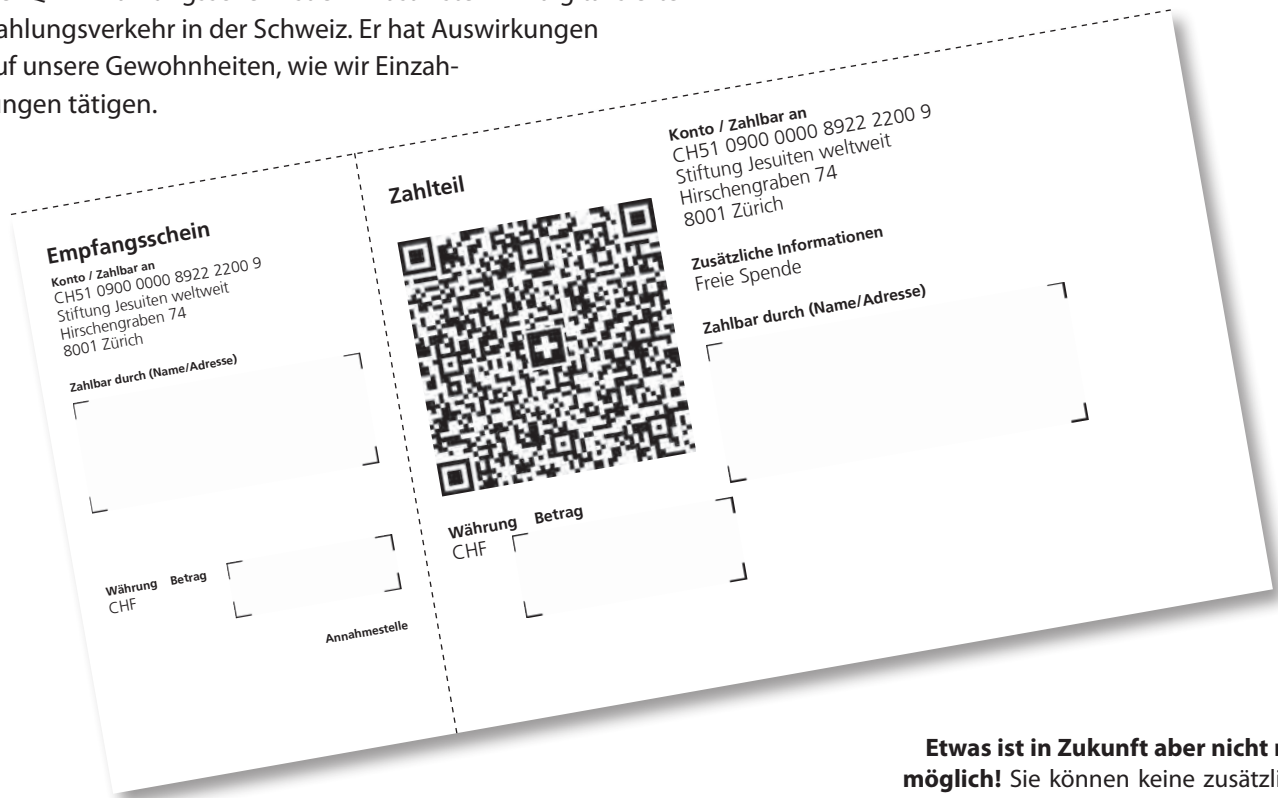 ahlungsverkehr in der Schweiz. Er hat Auswirkungen
uf unsere Gewohnheiten, wie wir Einzah-
ungen tätigen.
Empfangsschein
Konto / Zahlbar an
CH51 0900 0000 8922 2200 9
Stiftung Jesuiten weltweit
Hirschengraben 74
8001 Zürich
Zahlbar durch (Name/Adresse)
Währung Betrag
CHF
Annahmestelle
Zahlteil
Währung Betrag
CHF
Konto / Zahlbar an
CH51 0900 0000 8922 2200 9
Stiftung Jesuiten weltweit
Hirschengraben 74
8001 Zürich
Zusätzliche Informationen
Freie Spende
Zahlbar durch (Name/Adresse)
Etwas ist in Zukunft aber nicht
möglich! Sie können keine zusätzli